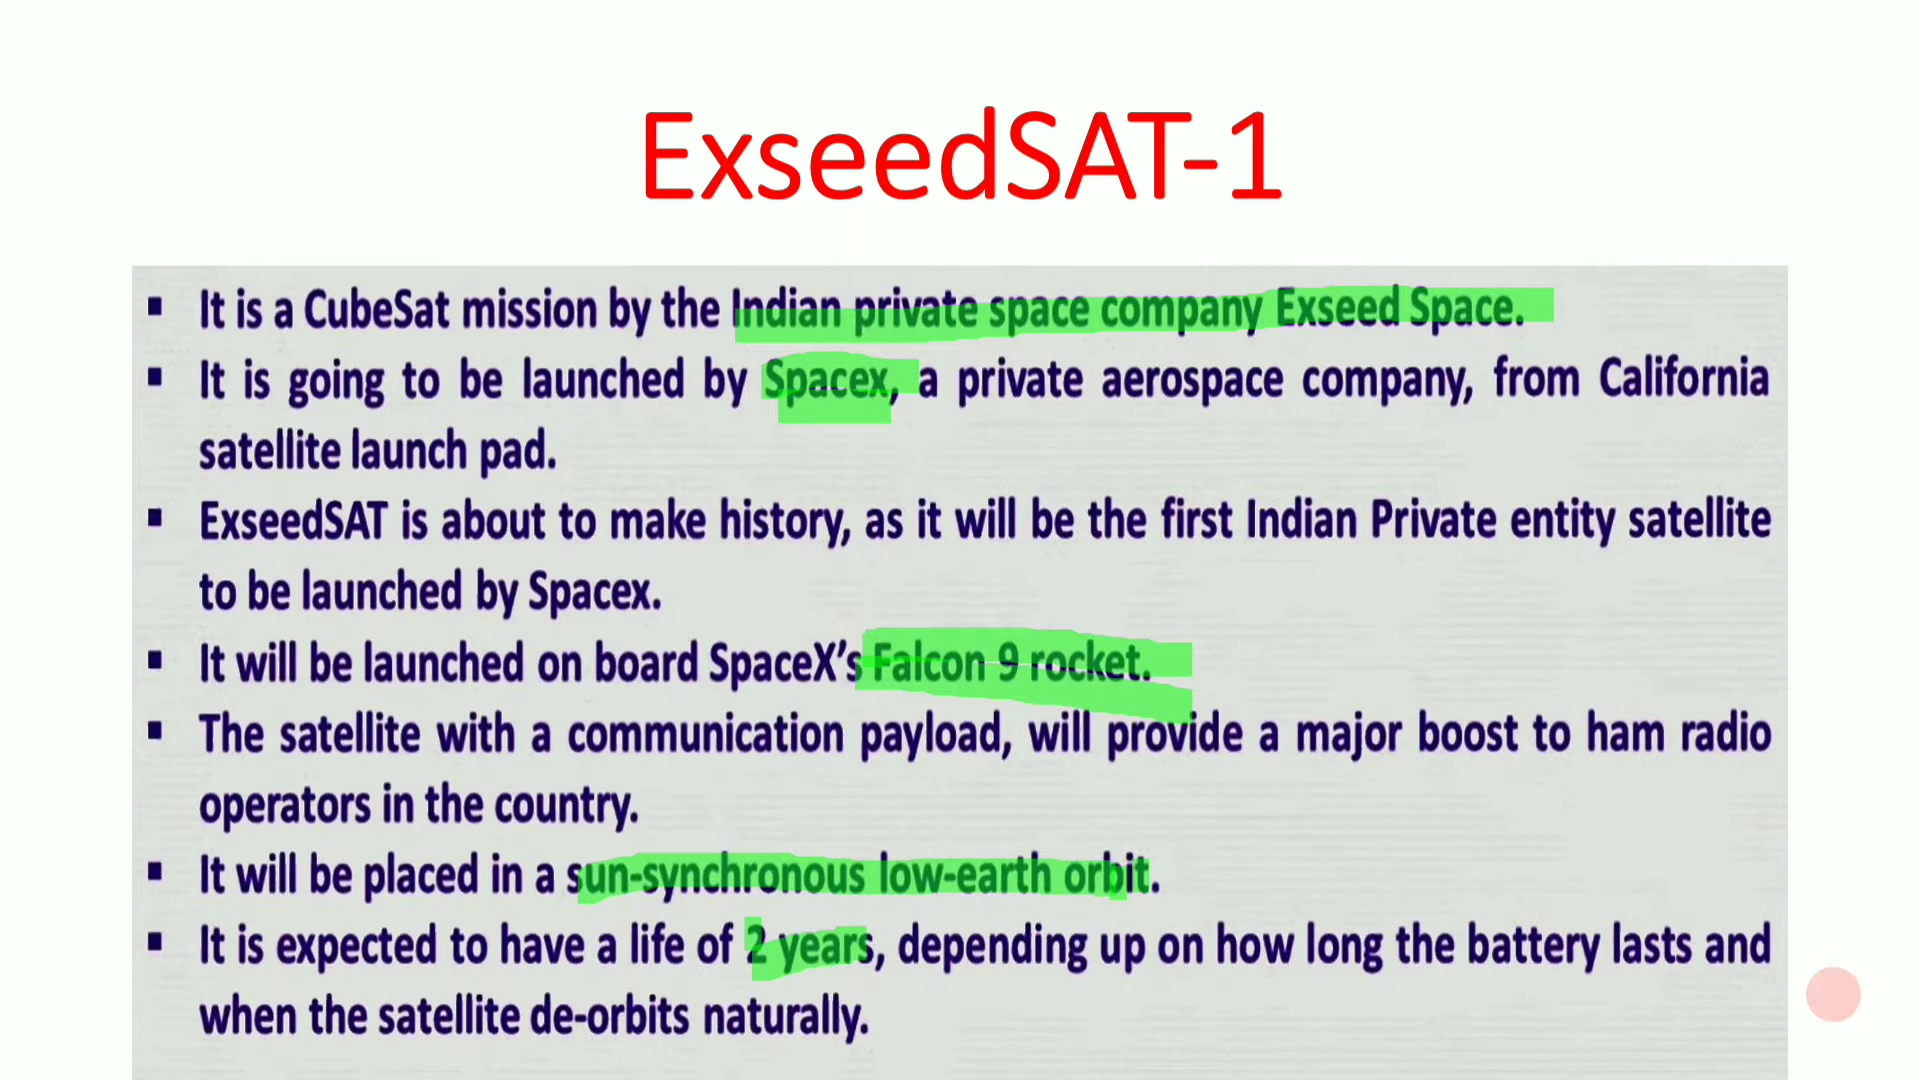 ExseedSAT-1
▪ It is a CubeSat mission by the Indian private space company Exseed Space.
▪ It is going to be launched by Spacex, a private aerospace company, from California
satellite launch pad.
▪ ExseedSAT is about to make history, as it will be the first Indian Private entity satellite
to be launched by Spacex.
▪ It will be launched on board SpaceX’s Falcon 9 rocket.
▪ The satellite with a communication payload, will provide a major boost to ham radio
operators in the country.
▪ It will be placed in a sun-synchronous low-earth orbit.
▪ It is expected to have a life of 2 years, depending up on how long the battery lasts and
when the satellite de-orbits naturally.